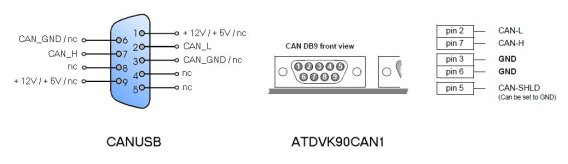 CAN_GND / nc
CAN_H
nc
+ 12V / + 5V / nc
6
7
8
9
1
2
3
4
5
+ 12V / + 5V / nc
CAN_L
CAN_GND / nc
nc
nc
CANUSB
CAN DB9 front view
1 2 3 4 5
6 7 8 9
ATDVK90CAN1
pin 2 CAN-L
pin 7 CAN-H
pin 3 GND
pin 6 GND
pin 5 CAN-SHLD
(Can be set to GND)